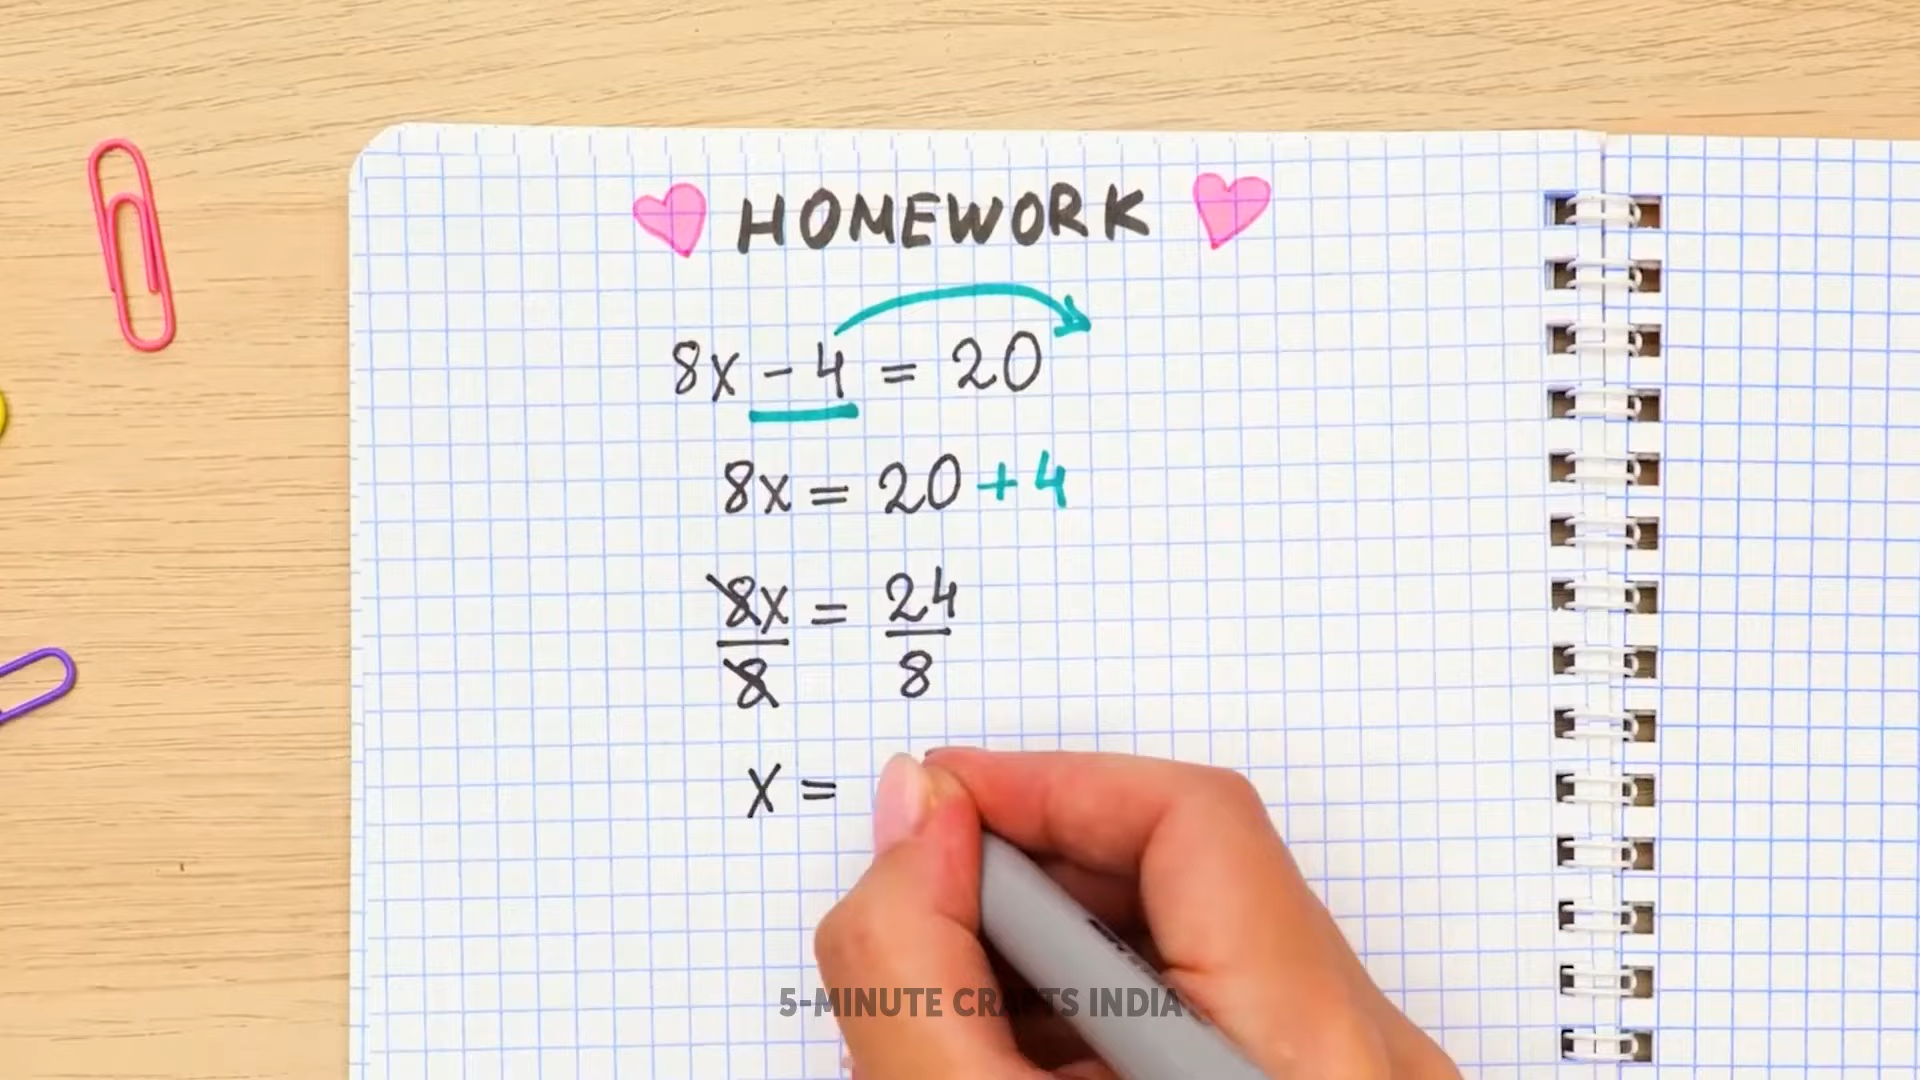 HOMEWORK
8x - 4 = 20
8x = 20 + 4
8x/8 = 24/8
x =
5-MINUTE CRAFTS INDIA